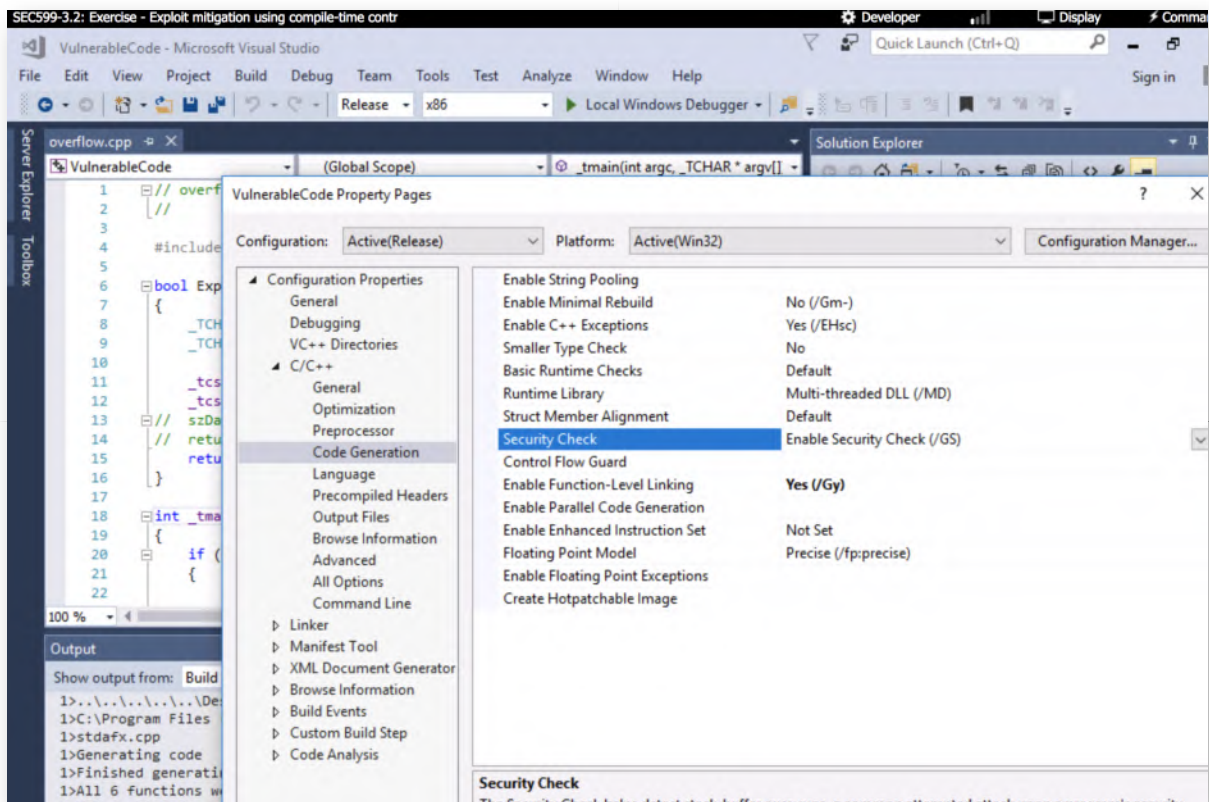 SEC599-3.2: Exercise - Exploit mitigation using compile-time contr
Developer
Display
Comma
VulnerableCode - Microsoft Visual Studio
Quick Launch (Ctrl+Q)
File Edit View Project Build Debug Team Tools Test Analyze Window Help
Sign in
Release x86 Local Windows Debugger
Server Explorer
Toolbox
overflow.cpp
Solution Explorer
VulnerableCode (Global Scope) _tmain(int argc, _TCHAR * argv[]
1 // overf
2 //
3
4 #include
5
6 bool Exp
7 {
8 _TCH
9 _TCH
10
11 _tcs
12 _tcs
13 // szDa
14 // retu
15 retu
16 }
17
18 int _tma
19 {
20 if (
21 {
22
100 %
VulnerableCode Property Pages
? 
Configuration: Active(Release) Platform: Active(Win32) Configuration Manager...
Configuration Properties
General
Debugging
VC++ Directories
C/C++
General
Optimization
Preprocessor
Code Generation
Language
Precompiled Headers
Output Files
Browse Information
Advanced
All Options
Command Line
Linker
Manifest Tool
XML Document Generator
Browse Information
Build Events
Custom Build Step
Code Analysis
Enable String Pooling
Enable Minimal Rebuild No (/Gm-)
Enable C++ Exceptions Yes (/EHsc)
Smaller Type Check No
Basic Runtime Checks Default
Runtime Library Multi-threaded DLL (/MD)
Struct Member Alignment Default
Security Check Enable Security Check (/GS)
Control Flow Guard
Enable Function-Level Linking Yes (/Gy)
Enable Parallel Code Generation
Enable Enhanced Instruction Set Not Set
Floating Point Model Precise (/fp:precise)
Enable Floating Point Exceptions
Create Hotpatchable Image
Security Check
Output
Show output from: Build
1>..\..\..\..\..\De
1>C:\Program Files
1>stdafx.cpp
1>Generating code
1>Finished generati
1>All 6 functions w